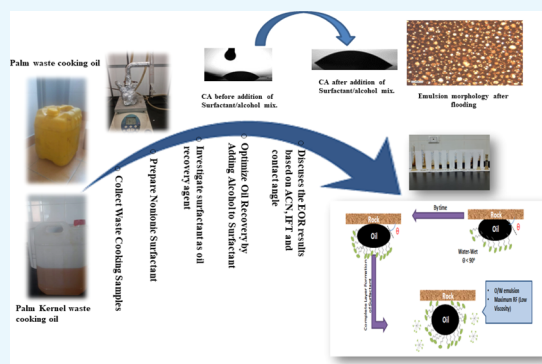 Palm waste cooking oil
CA before addition of
Surfactant/alcohol mix.
CA after addition of
Surfactant/alcohol mix.
Emulsion morphology after
flooding
Collect Waste Cooking Samples
Prepare Nonionic Surfactant
Investigate surfactant as oil
recovery agent
Optimize Oil Recovery by
Adding Alcohol to Surfactant
Discusses the EOR results
based on ACN, IFT and
contact angle
Palm Kernel waste
cooking oil
Rock
Oil
θ
By time
Rock
Oil
θ
Water-Wet
θ < 90°
Rock
Oil
• O/W emulsion
• Maximum RF (Low
Viscosity)